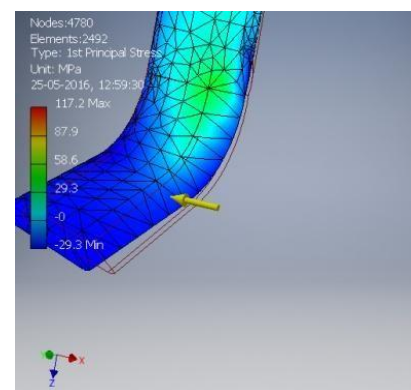 Nodes:4780
Elements:2492
Type: 1st Principal Stress
Unit: MPa
25-05-2016, 12:59:30
117.2 Max
87.9
58.6
29.3
-0
-29.3 Min
X
Z